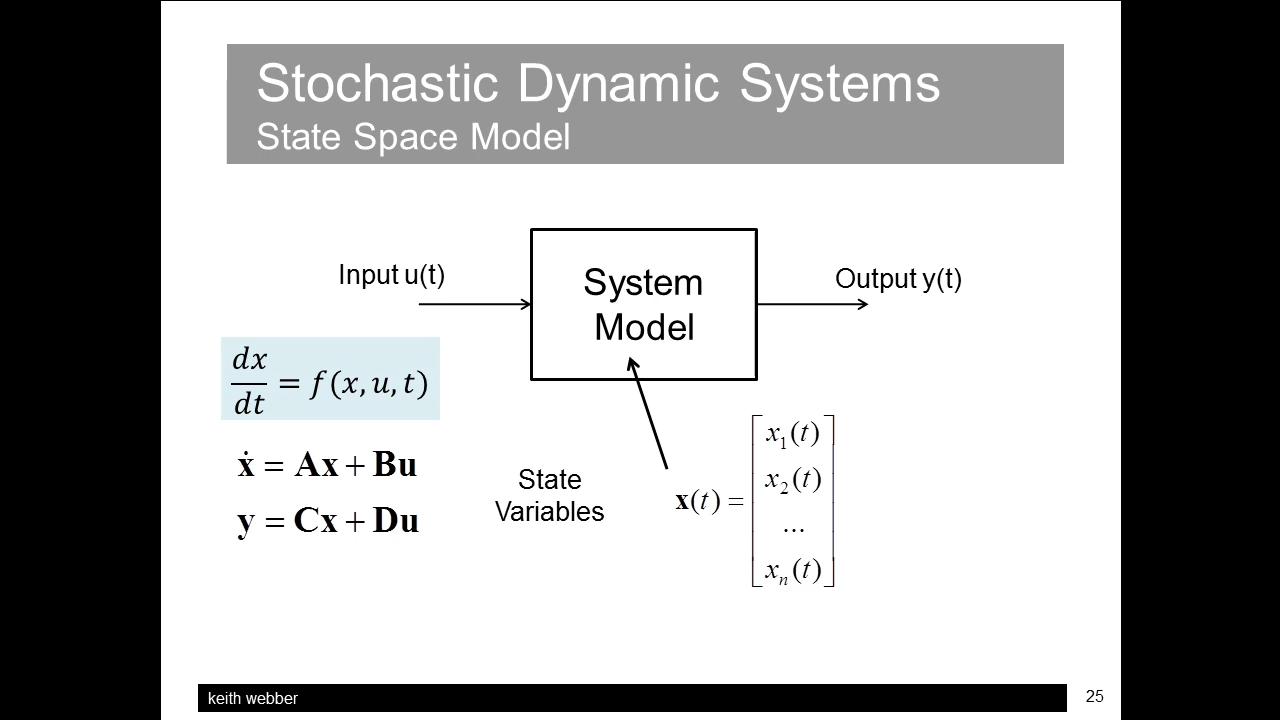 Stochastic Dynamic Systems
State Space Model
Input u(t)
System
Model
Output y(t)
dx/dt = f(x, u, t)
ẋ = Ax + Bu
y = Cx + Du
State
Variables
x(t) =
x₁(t)
x₂(t)
...
xₙ(t)
keith webber
25